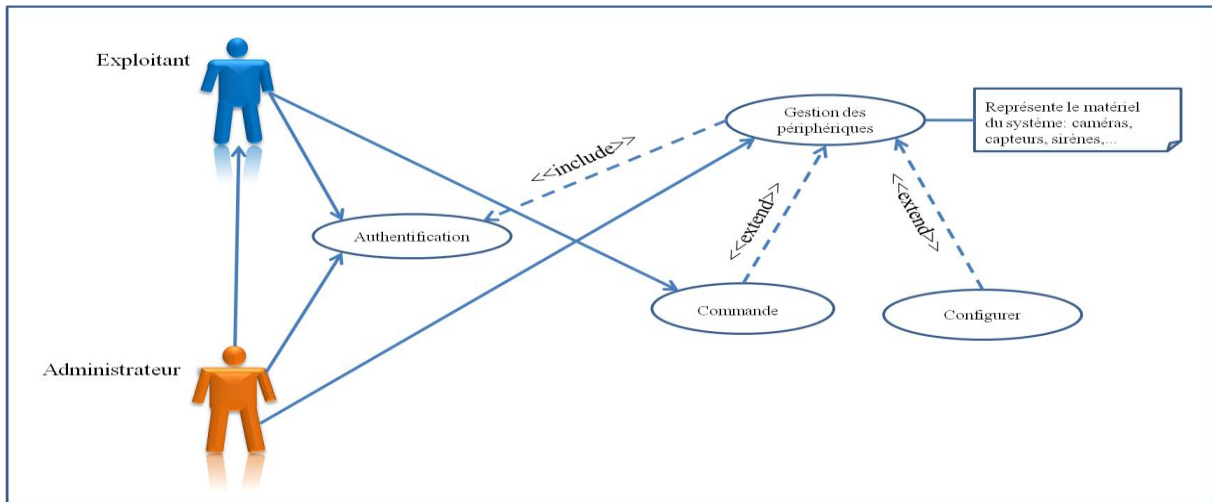 Exploitant
Gestion des
périphériques
Représente le matériel
du système: caméras,
capteurs, sirènes,...
<<include>>
Authentification
<<extend>>
<<extend>>
Commande
Configurer
Administrateur